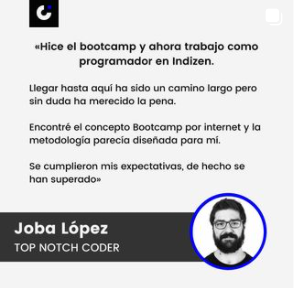 «Hice el bootcamp y ahora trabajo como
programador en Indizen.
Llegar hasta aquí ha sido un camino largo pero
sin duda ha merecido la pena.
Encontré el concepto Bootcamp por internet y la
metodología parecía diseñada para mí.
Se cumplieron mis expectativas, de hecho se
han superado»
Joba López
TOP NOTCH CODER